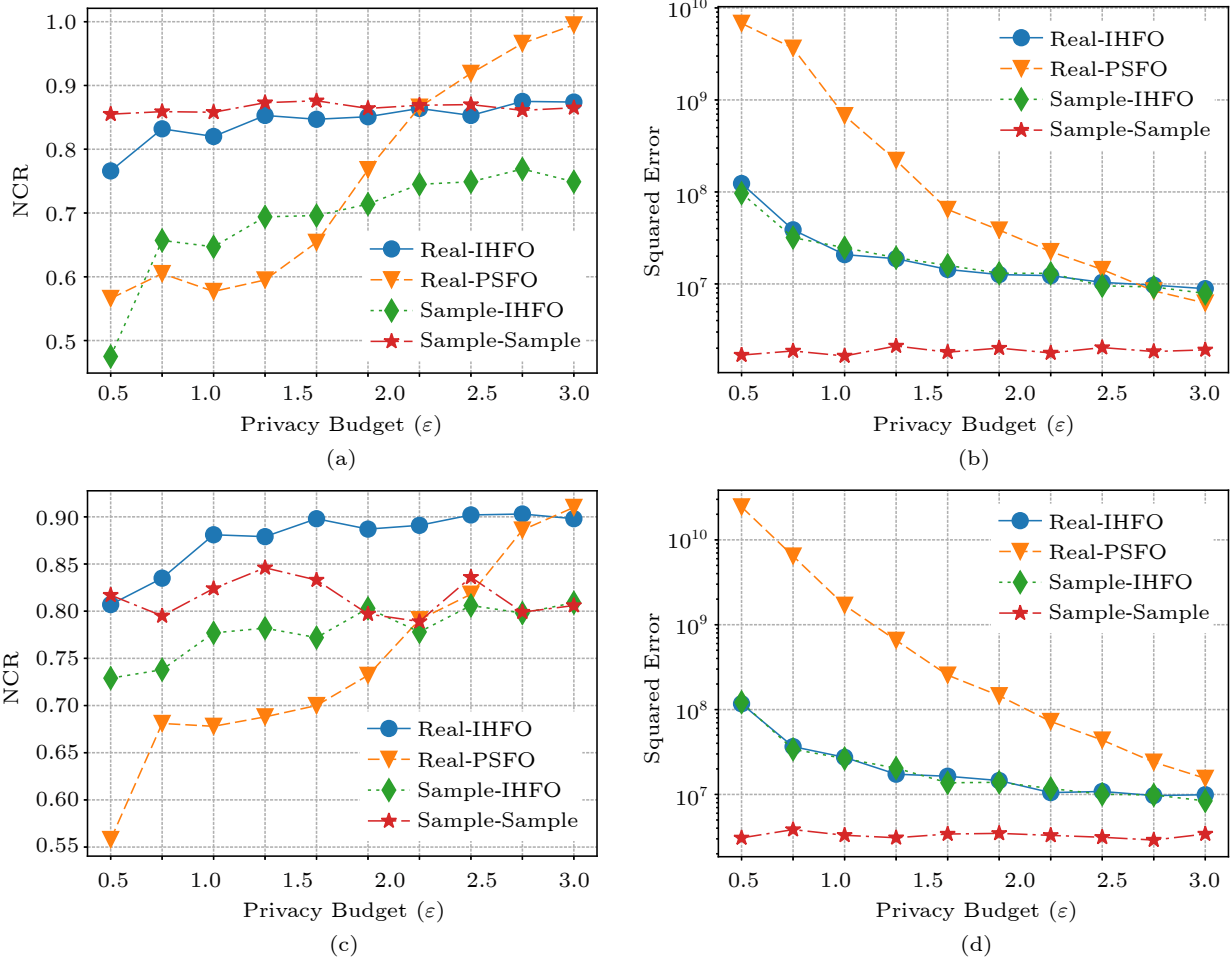 1.0
0.9
0.8
0.7
0.6
0.5
NCR
Real-IHFO
Real-PSFO
Sample-IHFO
Sample-Sample
0.5 1.0 1.5 2.0 2.5 3.0
Privacy Budget (ε)
(a)
10^10
10^9
10^8
10^7
Squared Error
Real-IHFO
Real-PSFO
Sample-IHFO
Sample-Sample
0.5 1.0 1.5 2.0 2.5 3.0
Privacy Budget (ε)
(b)
0.90
0.85
0.80
0.75
0.70
0.65
0.60
0.55
NCR
Real-IHFO
Real-PSFO
Sample-IHFO
Sample-Sample
0.5 1.0 1.5 2.0 2.5 3.0
Privacy Budget (ε)
(c)
10^10
10^9
10^8
10^7
Squared Error
Real-IHFO
Real-PSFO
Sample-IHFO
Sample-Sample
0.5 1.0 1.5 2.0 2.5 3.0
Privacy Budget (ε)
(d)